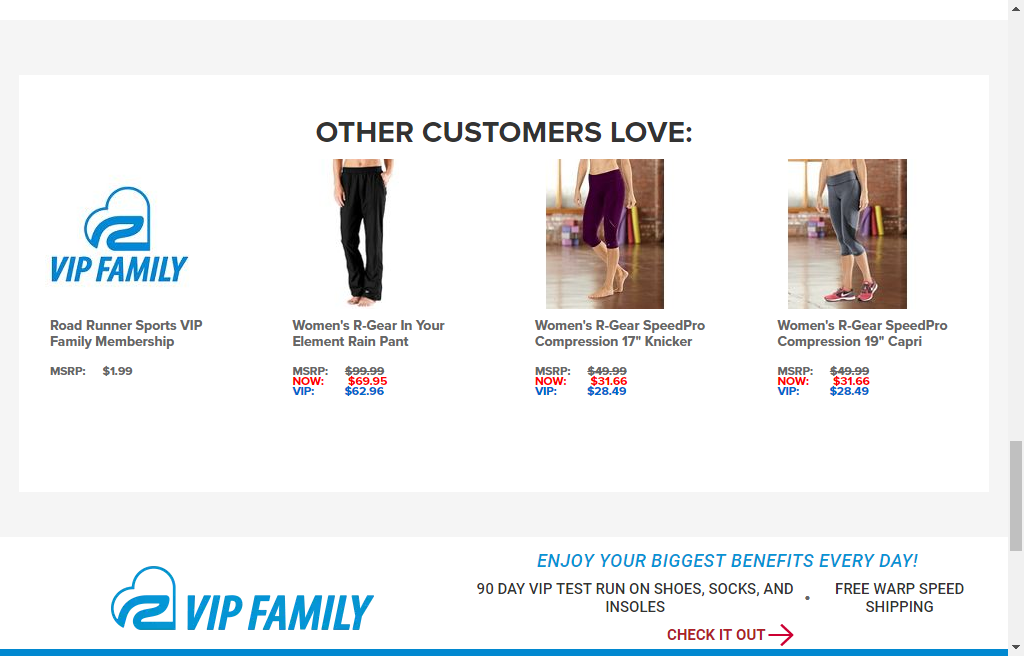 OTHER CUSTOMERS LOVE:
VIP FAMILY
Road Runner Sports VIP
Family Membership
MSRP: $1.99
Women's R-Gear In Your
Element Rain Pant
MSRP: $99.99
NOW: $69.95
VIP: $62.96
Women's R-Gear SpeedPro
Compression 17" Knicker
MSRP: $49.99
NOW: $31.66
VIP: $28.49
Women's R-Gear SpeedPro
Compression 19" Capri
MSRP: $49.99
NOW: $31.66
VIP: $28.49
VIP FAMILY
ENJOY YOUR BIGGEST BENEFITS EVERY DAY!
90 DAY VIP TEST RUN ON SHOES, SOCKS, AND
INSOLES
•
FREE WARP SPEED
SHIPPING
CHECK IT OUT